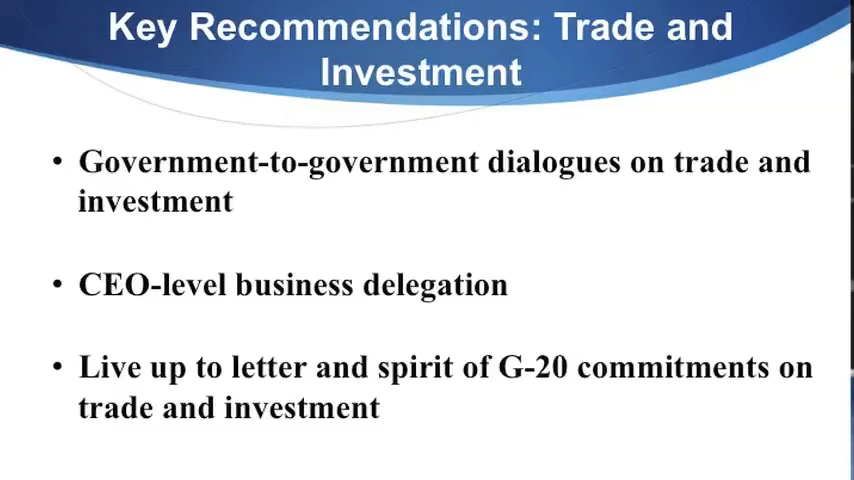 Key Recommendations: Trade and
Investment
• Government-to-government dialogues on trade and
investment
• CEO-level business delegation
• Live up to letter and spirit of G-20 commitments on
trade and investment